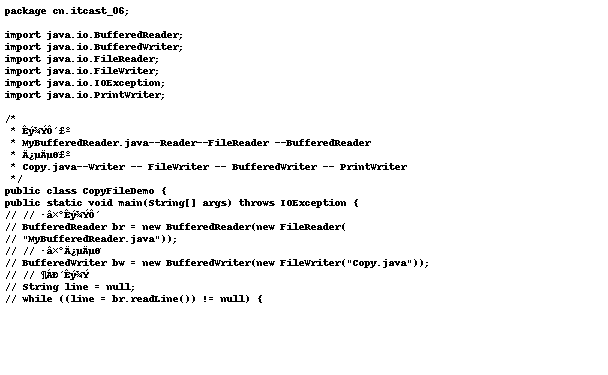 package cn.itcast_06;
import java.io.BufferedReader;
import java.io.BufferedWriter;
import java.io.FileReader;
import java.io.FileWriter;
import java.io.IOException;
import java.io.PrintWriter;
/*
* Êý¾ÝÔ´£º
* MyBufferedReader.java--Reader--FileReader --BufferedReader
* Ä¿µÄµØ£º
* Copy.java--Writer -- FileWriter -- BufferedWriter -- PrintWriter
*/
public class CopyFileDemo {
public static void main(String[] args) throws IOException {
// // ·â×°Êý¾ÝÔ´
// BufferedReader br = new BufferedReader(new FileReader(
// "MyBufferedReader.java"));
// // ·â×°Ä¿µÄµØ
// BufferedWriter bw = new BufferedWriter(new FileWriter("Copy.java"));
// // ¶ÁÐ´Êý¾Ý
// String line = null;
// while ((line = br.readLine()) != null) {